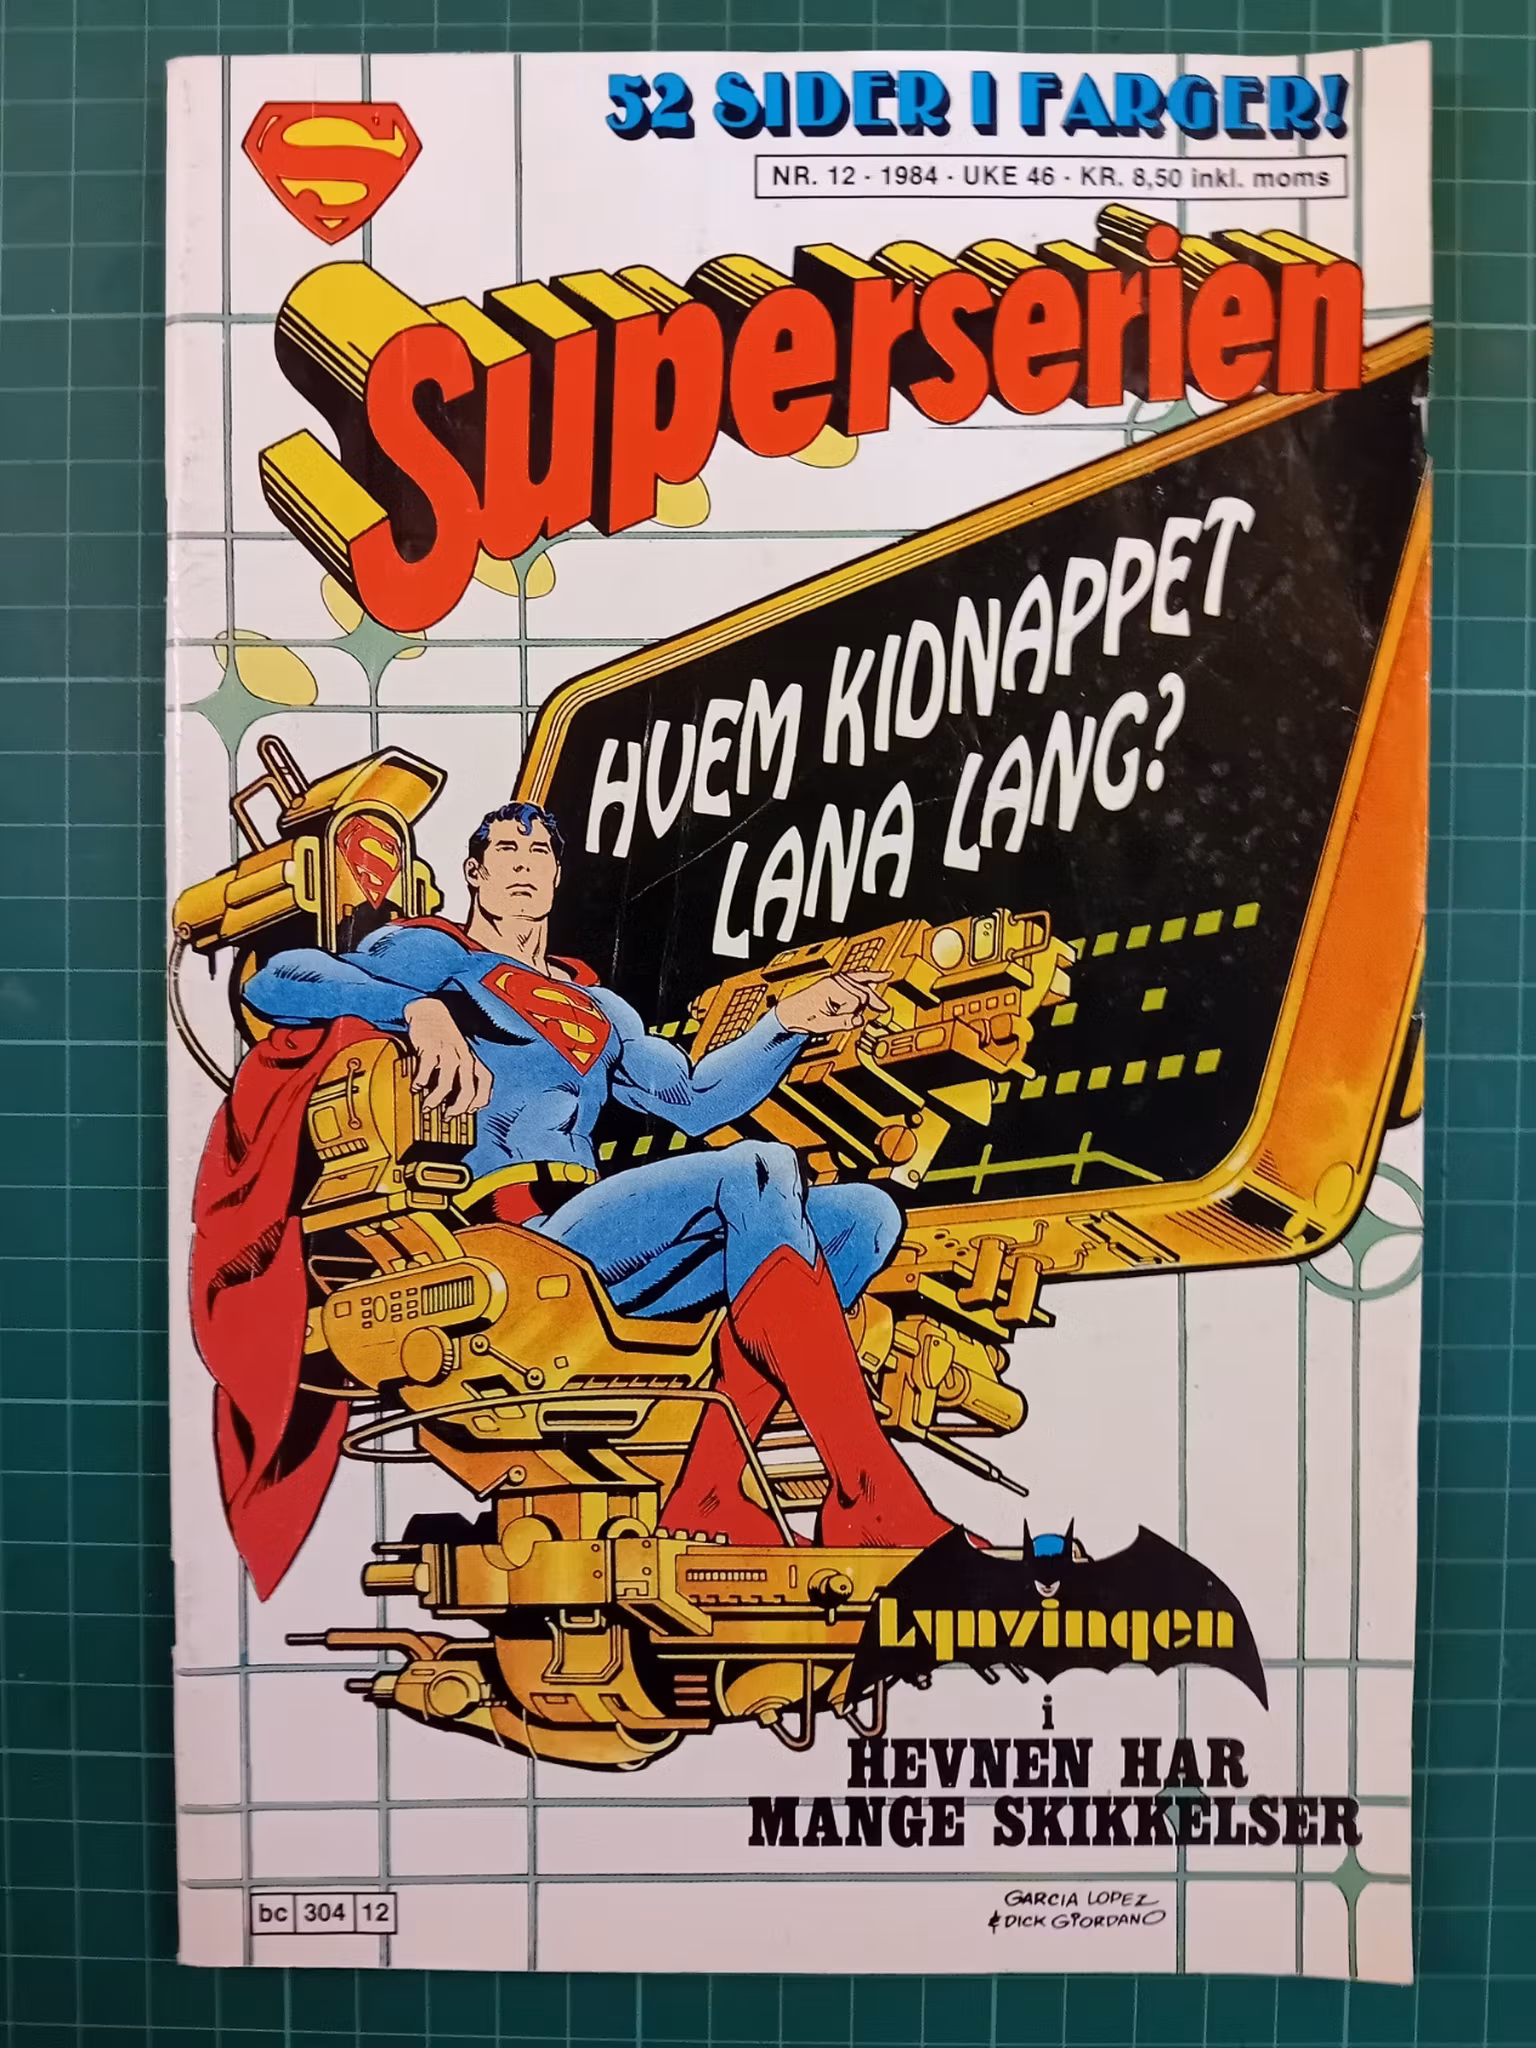 52 SIDER I FARGER!
NR. 12 - 1984 - UKE 46 - KR. 8,50 inkl. moms
Superserien
HVEM KIDNAPPET
LANA LANG?
Lynvingen
i
HEVNEN HAR
MANGE SKIKKELSER
GARCIA LOPEZ
& DICK GIORDANO
bc 304 12